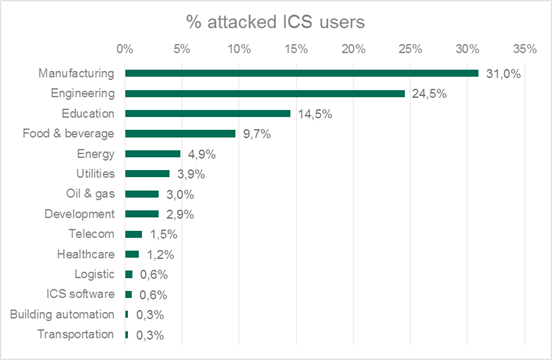 % attacked ICS users
0% 5% 10% 15% 20% 25% 30% 35%
Manufacturing 31,0%
Engineering 24,5%
Education 14,5%
Food & beverage 9,7%
Energy 4,9%
Utilities 3,9%
Oil & gas 3,0%
Development 2,9%
Telecom 1,5%
Healthcare 1,2%
Logistic 0,6%
ICS software 0,6%
Building automation 0,3%
Transportation 0,3%